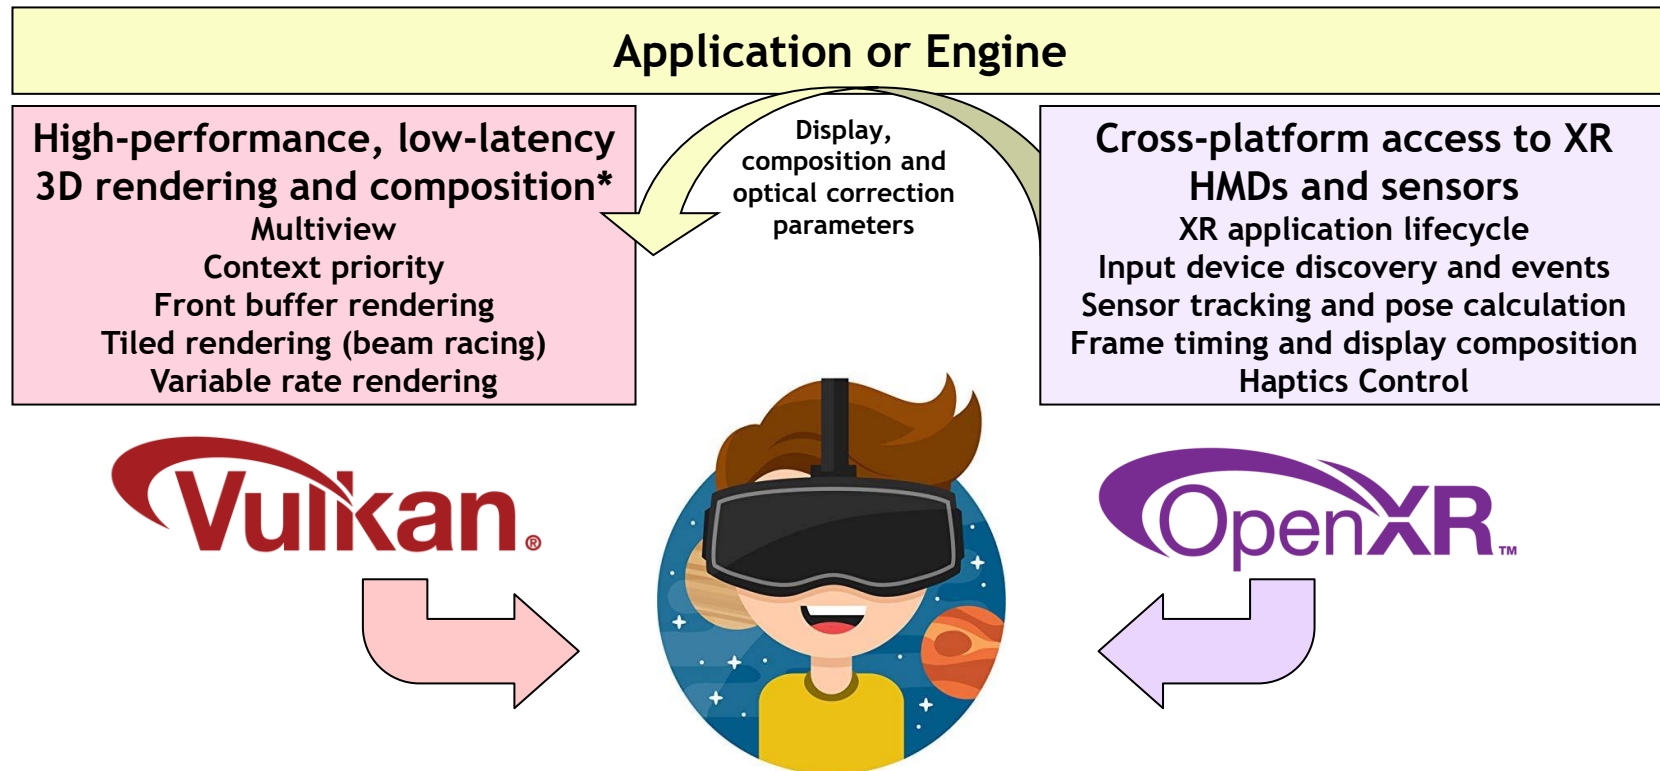 Application or Engine
High-performance, low-latency
3D rendering and composition*
Multiview
Context priority
Front buffer rendering
Tiled rendering (beam racing)
Variable rate rendering
Display,
composition and
optical correction
parameters
Cross-platform access to XR
HMDs and sensors
XR application lifecycle
Input device discovery and events
Sensor tracking and pose calculation
Frame timing and display composition
Haptics Control
Vulkan®
OpenXR™